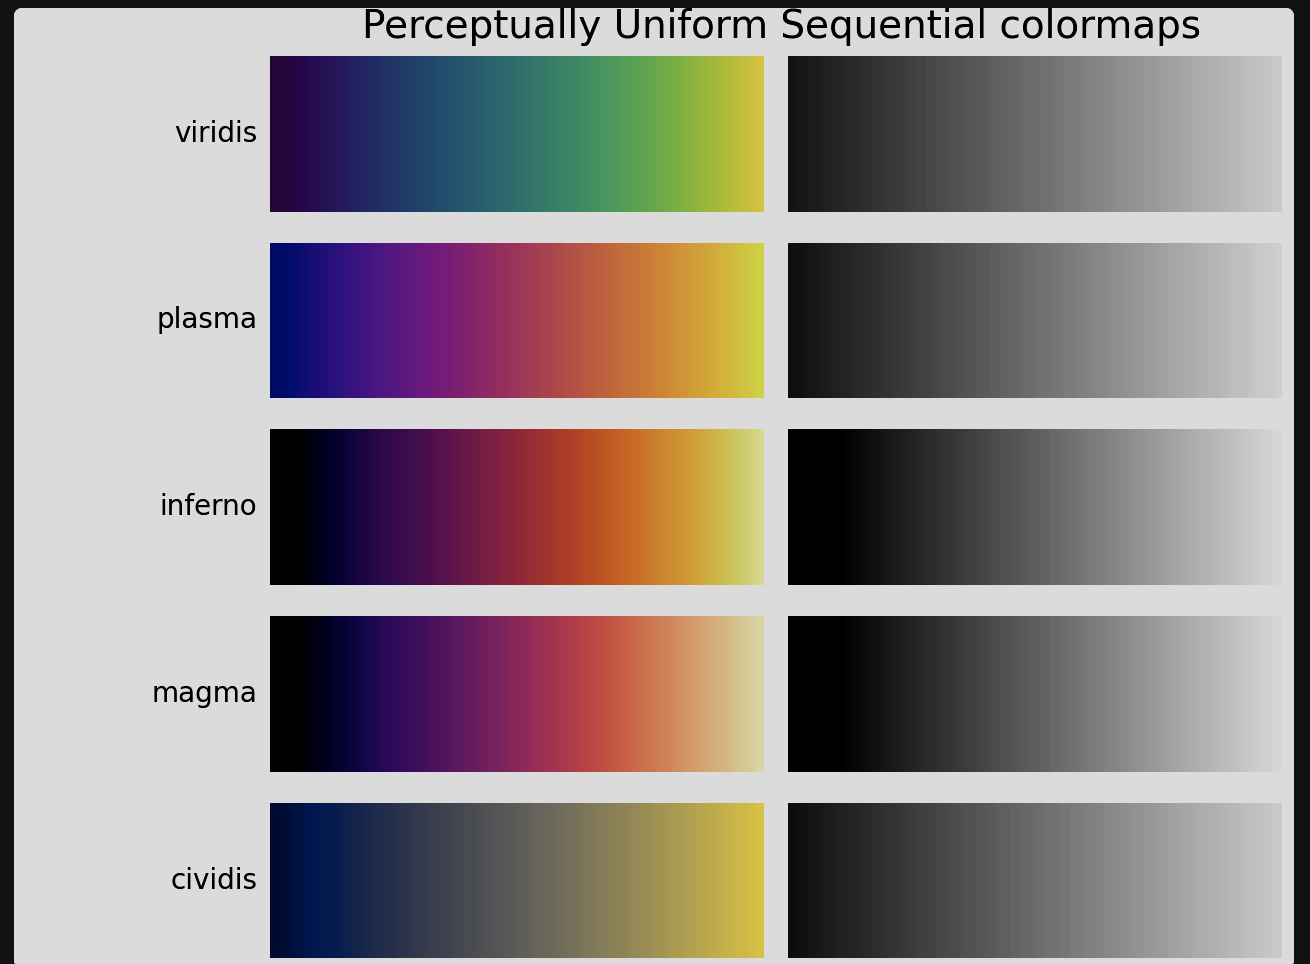 Perceptually Uniform Sequential colormaps
viridis
plasma
inferno
magma
cividis